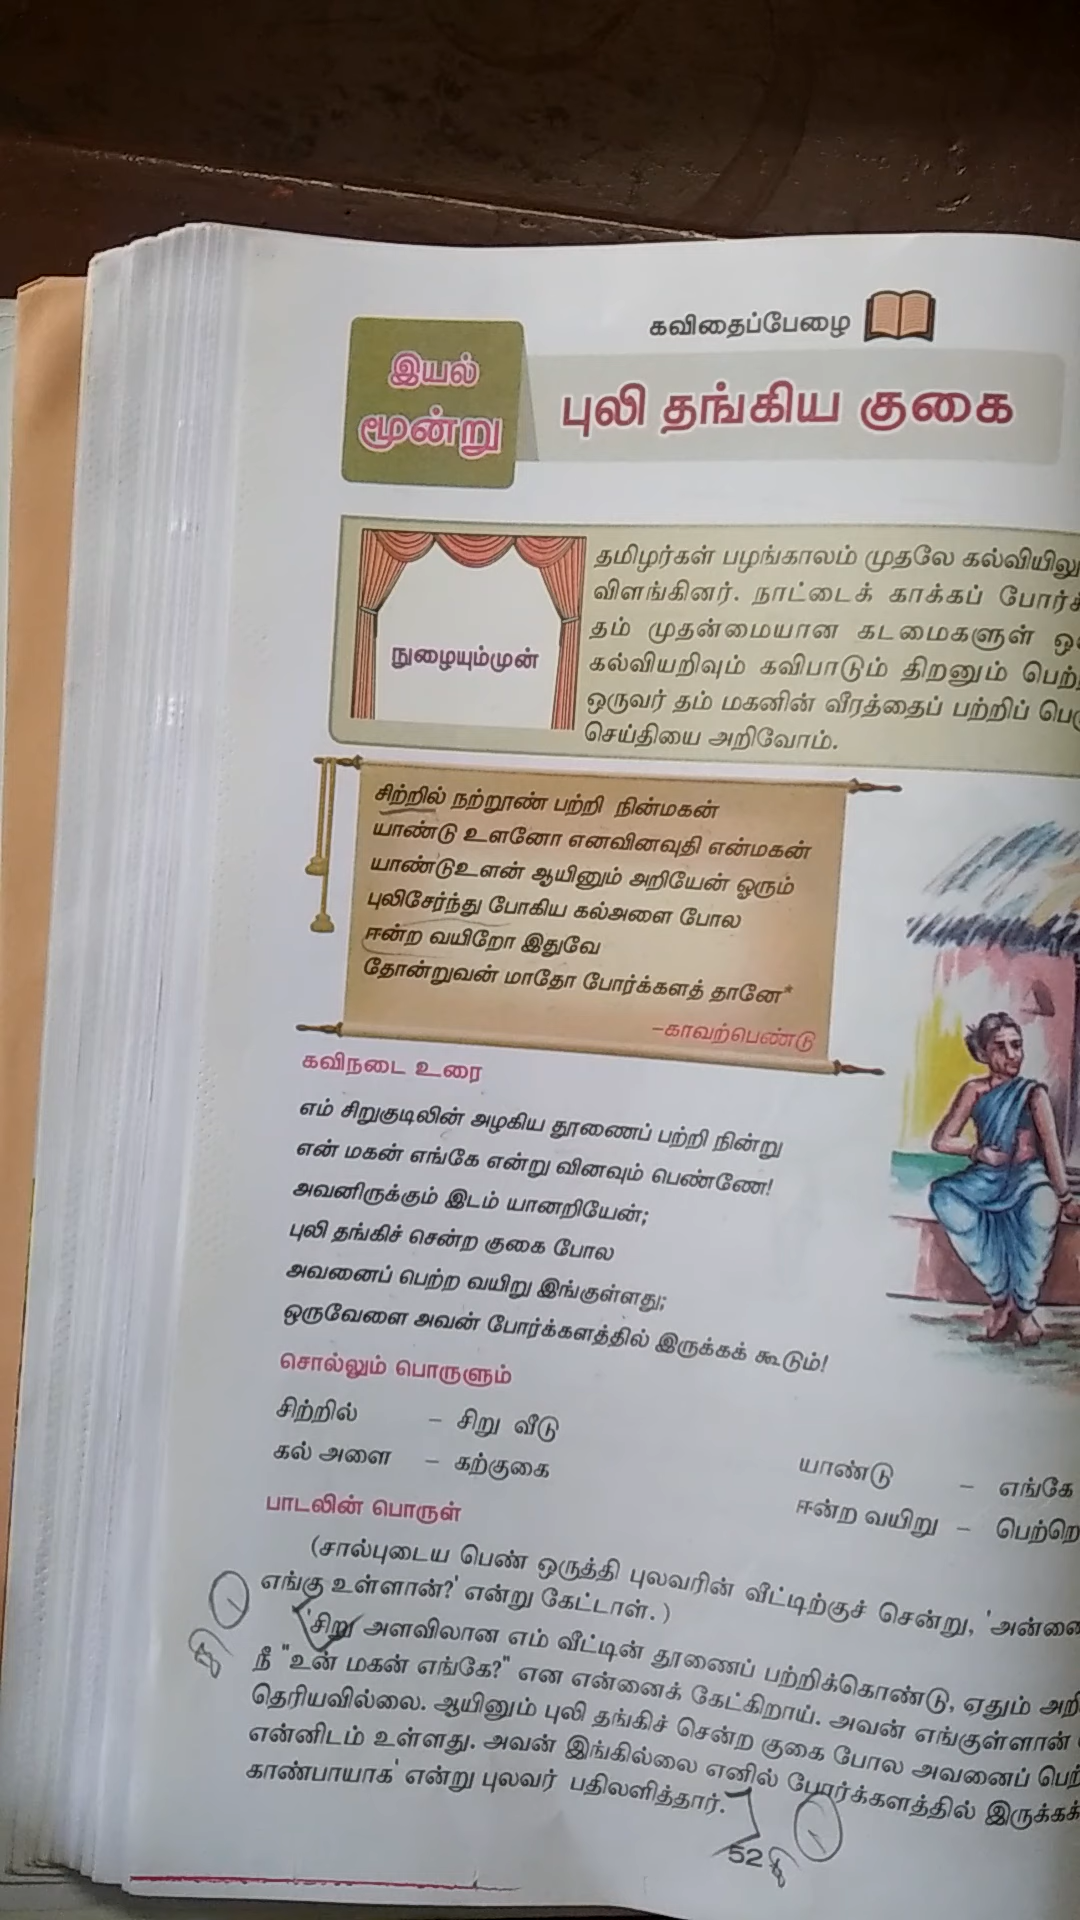 கவிதைப்பேழை
இயல்
மூன்று
புலி தங்கிய குகை
நுழையும்முன்
தமிழர்கள் பழங்காலம் முதலே
விளங்கினர். நாட்டைக் காக்கப்
தம் முதன்மையான கடமைகளுள்
கல்வியறிவும் கவிபாடும் திறனும்
ஒருவர் தம் மகனின் வீரத்தைப் பற்றிப்
செய்தியை அறிவோம்.
சிற்றில் நற்றூண் பற்றி நின்மகன்
யாண்டு உளனோ எனவினவுதி என்மகன்
யாண்டுஉளன் ஆயினும் அறியேன் ஓரும்
புலிசேர்ந்து போகிய கல்அளை போல
ஈன்ற வயிறோ இதுவே
தோன்றுவன் மாதோ போர்க்களத் தானே*
-காவற்பெண்டு
கவிநடை உரை
எம் சிறுகுடிலின் அழகிய தூணைப் பற்றி நின்று
என் மகன் எங்கே என்று வினவும் பெண்ணே!
அவனிருக்கும் இடம் யானறியேன்;
புலி தங்கிச் சென்ற குகை போல
அவனைப் பெற்ற வயிறு இங்குள்ளது;
ஒருவேளை அவன் போர்க்களத்தில் இருக்கக் கூடும்!
சொல்லும் பொருளும்
சிற்றில் – சிறு வீடு
யாண்டு – எங்கே
கல் அளை – கற்குகை
ஈன்ற வயிறு –
பாடலின் பொருள்
(சால்புடைய பெண் ஒருத்தி புலவரின் வீட்டிற்குச் சென்று,
எங்கு உள்ளான்?' என்று கேட்டாள்.)
'சிறு அளவிலான எம் வீட்டின் தூணைப் பற்றிக்கொண்டு, ஏதும்
நீ "உன் மகன் எங்கே?" என என்னைக் கேட்கிறாய். அவன் எங்குள்ளான்
தெரியவில்லை. ஆயினும் புலி தங்கிச் சென்ற குகை போல அவனைப்
என்னிடம் உள்ளது. அவன் இங்கில்லை எனில் போர்க்களத்தில்
காண்பாயாக' என்று புலவர் பதிலளித்தார்.
52